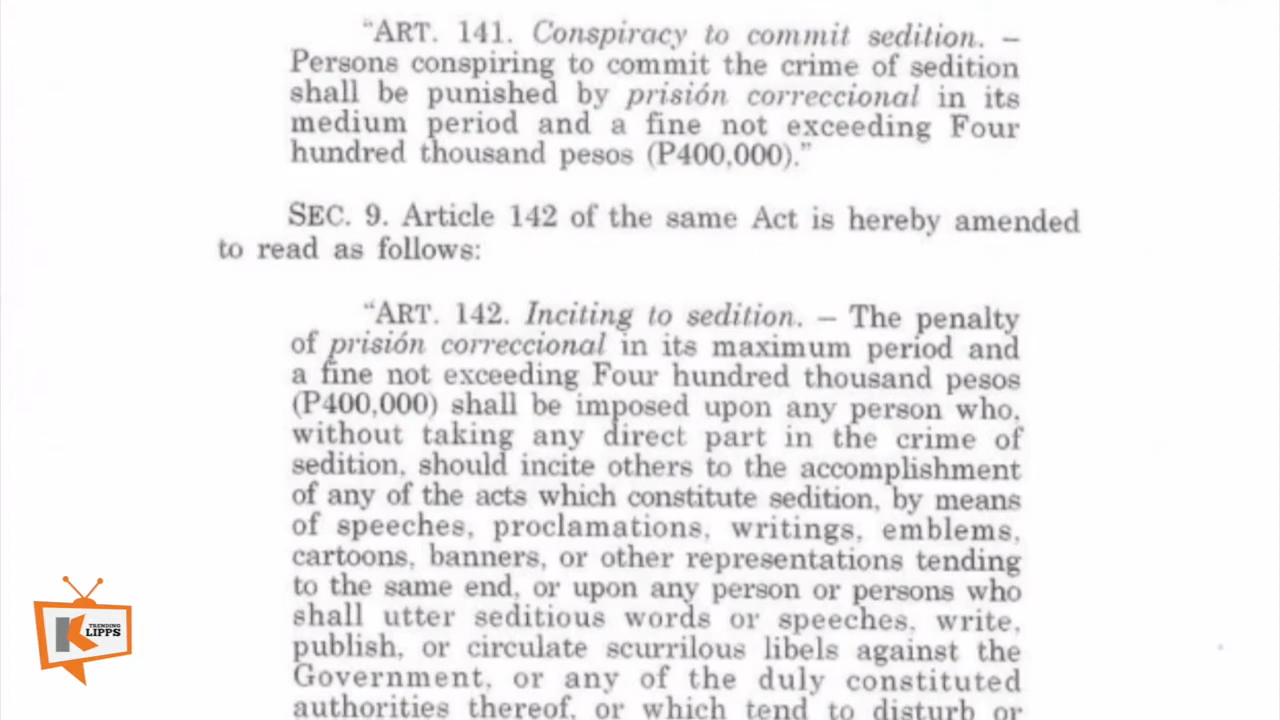 “ART. 141. Conspiracy to commit sedition. –
Persons conspiring to commit the crime of sedition
shall be punished by prisión correccional in its
medium period and a fine not exceeding Four
hundred thousand pesos (P400,000).”
SEC. 9. Article 142 of the same Act is hereby amended
to read as follows:
“ART. 142. Inciting to sedition. – The penalty
of prisión correccional in its maximum period and
a fine not exceeding Four hundred thousand pesos
(P400,000) shall be imposed upon any person who,
without taking any direct part in the crime of
sedition, should incite others to the accomplishment
of any of the acts which constitute sedition, by means
of speeches, proclamations, writings, emblems,
cartoons, banners, or other representations tending
to the same end, or upon any person or persons who
shall utter seditious words or speeches, write,
publish, or circulate scurrilous libels against the
Government, or any of the duly constituted
authorities thereof, or which tend to disturb or
TRENDING
KLIPPS